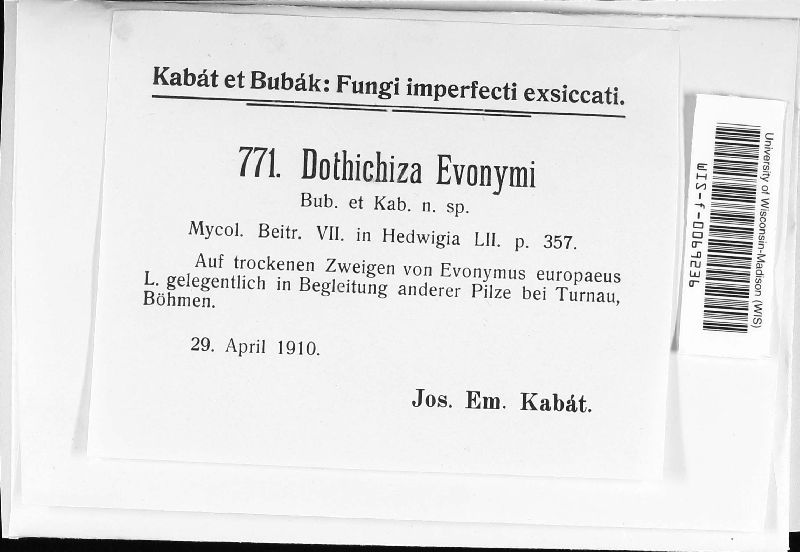 Kabát et Bubák: Fungi imperfecti exsiccati.
771. Dothichiza Evonymi
Bub. et Kab. n. sp.
Mycol. Beitr. VII. in Hedwigia LII. p. 357.
Auf trockenen Zweigen von Evonymus europaeus
L. gelegentlich in Begleitung anderer Pilze bei Turnau,
Böhmen.
29. April 1910.
Jos. Em. Kabát.
University of Wisconsin-Madison (WIS)
WIS-f-0096239